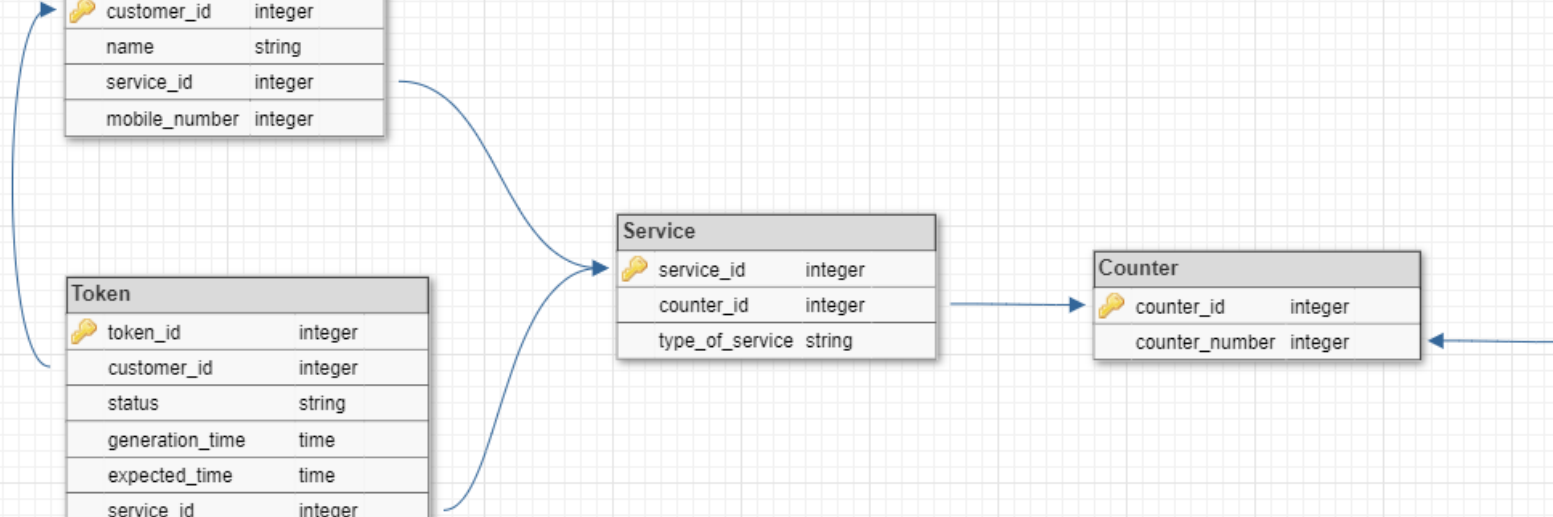 customer_id integer
name string
service_id integer
mobile_number integer
Service
service_id integer
counter_id integer
type_of_service string
Counter
counter_id integer
counter_number integer
Token
token_id integer
customer_id integer
status string
generation_time time
expected_time time
service_id integer